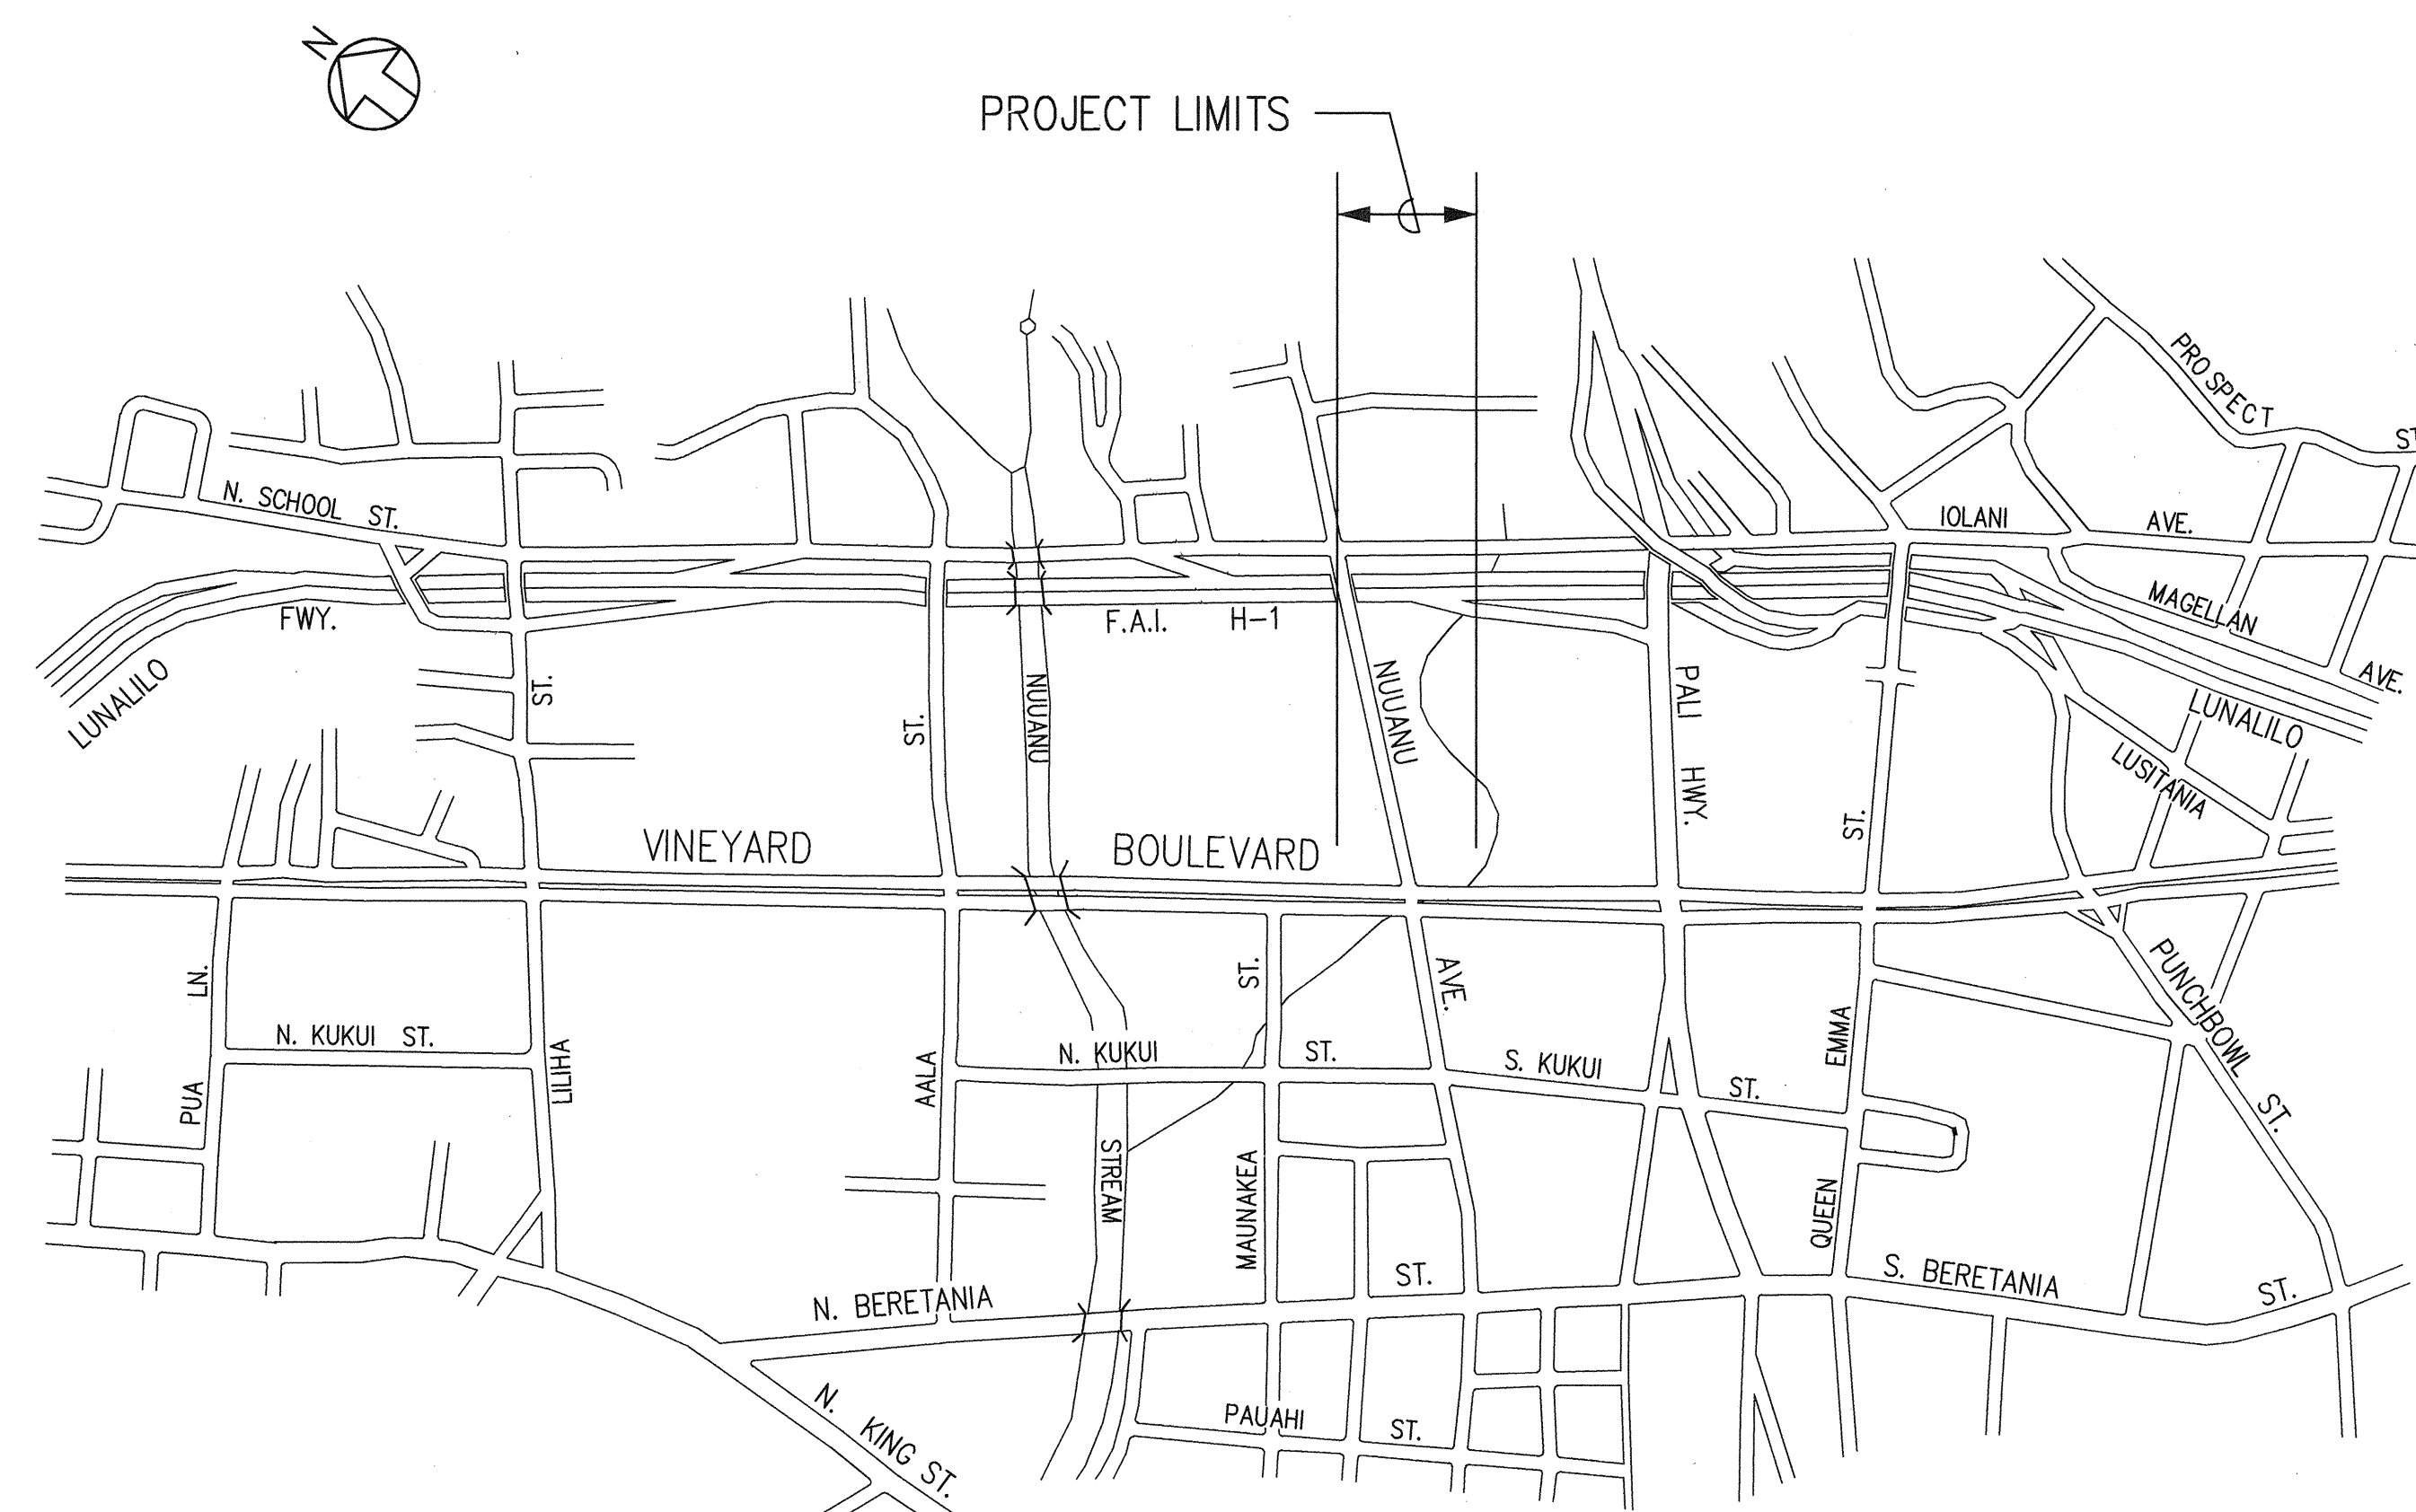 N
PROJECT LIMITS
PROSPECT
ST
N. SCHOOL ST.
IOLANI AVE.
MAGELLAN
AVE.
FWY.
F.A.I. H-1
LUNALILO
ST.
ST.
NUUANU
NUUANU
PALI HWY.
LUNALILO
LUSITANIA
ST.
VINEYARD BOULEVARD
LN.
ST.
AVE.
PUNCHBOWL
ST.
N. KUKUI ST.
LILIHA
AALA
N. KUKUI ST.
S. KUKUI
ST.
EMMA
PUA
STREAM
MAUNAKEA
QUEEN
N. BERETANIA
ST.
S. BERETANIA
ST.
N. KING ST.
PAUAHI ST.